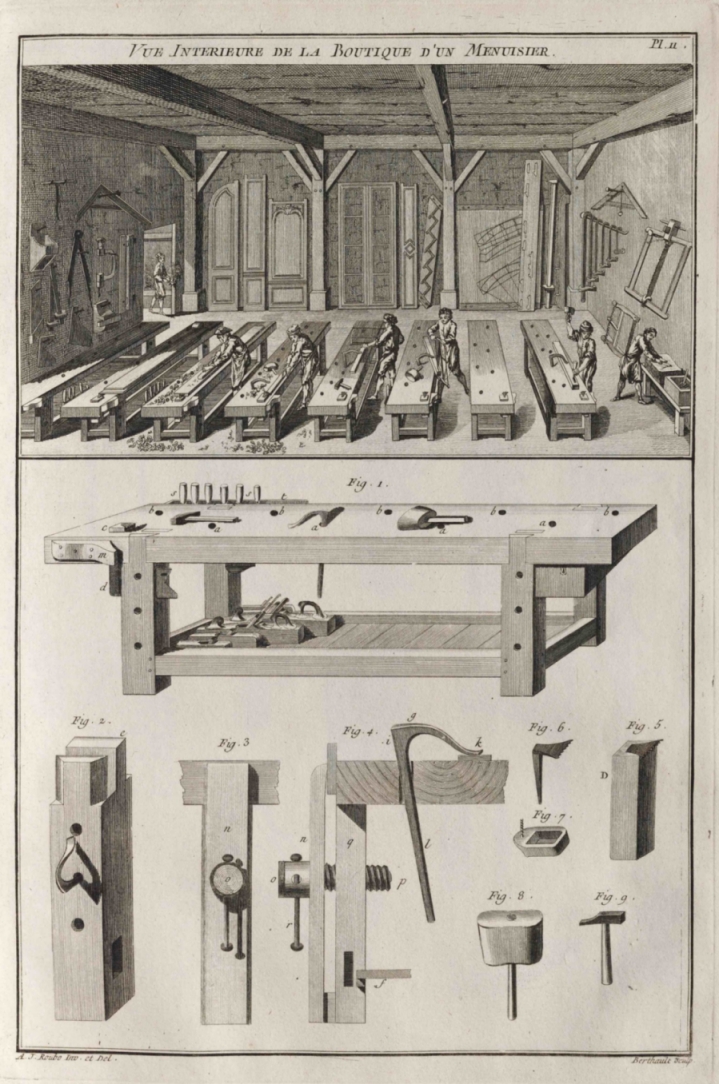 VUE INTERIEURE DE LA BOUTIQUE D'UN MENUISIER.
Pl. 11.
Fig. 1.
s s t
b b b b b
c a a a a
m
d
Fig. 2. e
Fig. 3
n
o
Fig. 4. g
i k
n q l
o p
r
f
Fig. 6.
Fig. 5.
D
Fig. 7.
Fig. 8.
Fig. 9.
A. J. Roubo Inv. et Del.
Berthault Sculp